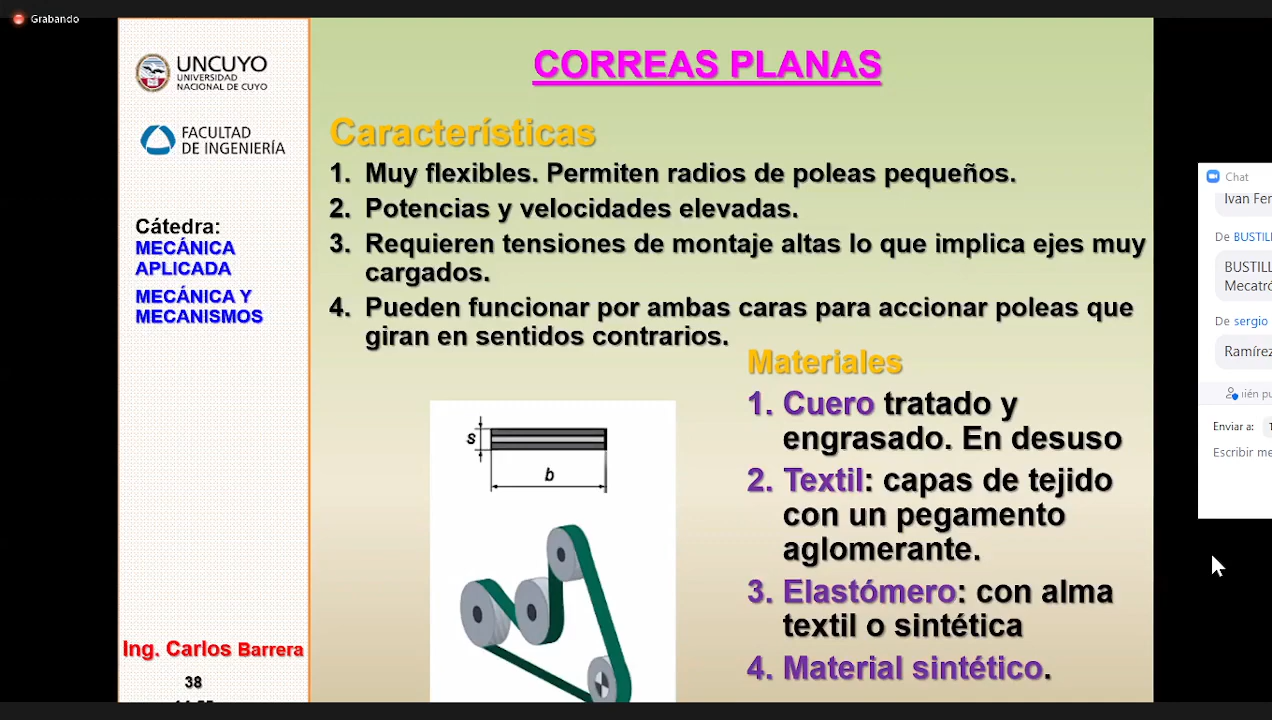 Grabando
UNCUYO
UNIVERSIDAD
NACIONAL DE CUYO
FACULTAD
DE INGENIERÍA
Cátedra:
MECÁNICA
APLICADA
MECÁNICA Y
MECANISMOS
Ing. Carlos Barrera
38
CORREAS PLANAS
Características
1. Muy flexibles. Permiten radios de poleas pequeños.
2. Potencias y velocidades elevadas.
3. Requieren tensiones de montaje altas lo que implica ejes muy
cargados.
4. Pueden funcionar por ambas caras para accionar poleas que
giran en sentidos contrarios.
s
b
Materiales
1. Cuero tratado y
engrasado. En desuso
2. Textil: capas de tejido
con un pegamento
aglomerante.
3. Elastómero: con alma
textil o sintética
4. Material sintético.
Chat
Ivan Fer
De BUSTILL
BUSTILL
Mecatró
De sergio
Ramírez
Enviar a:
Escribir me